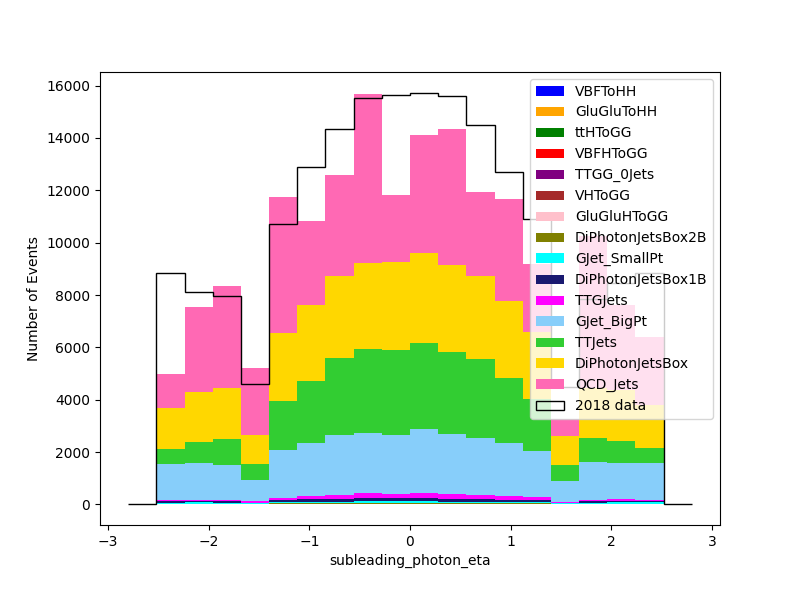 16000
14000
12000
10000
8000
6000
4000
2000
0
Number of Events
−3
−2
−1
0
1
2
3
subleading_photon_eta
VBFToHH
GluGluToHH
ttHToGG
VBFHToGG
TTGG_0Jets
VHToGG
GluGluHToGG
DiPhotonJetsBox2B
GJet_SmallPt
DiPhotonJetsBox1B
TTGJets
GJet_BigPt
TTJets
DiPhotonJetsBox
QCD_Jets
2018 data